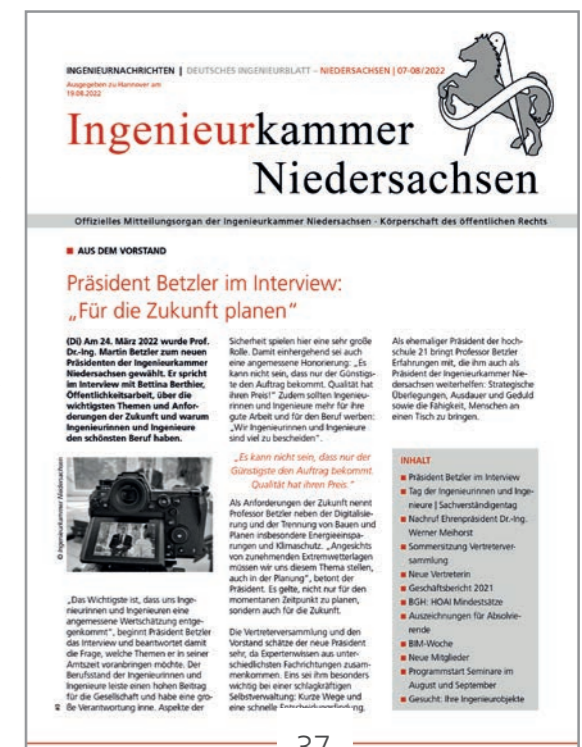 INGENIEURNACHRICHTEN | DEUTSCHES INGENIEURBLATT – NIEDERSACHSEN | 07-08/2022
Ausgegeben zu Hannover am
19.08.2022
Ingenieurkammer
Niedersachsen
Offizielles Mitteilungsorgan der Ingenieurkammer Niedersachsen · Körperschaft des öffentlichen Rechts
AUS DEM VORSTAND
Präsident Betzler im Interview:
„Für die Zukunft planen“
(Di) Am 24. März 2022 wurde Prof.
Dr.-Ing. Martin Betzler zum neuen
Präsidenten der Ingenieurkammer
Niedersachsen gewählt. Er spricht
im Interview mit Bettina Berthier,
Öffentlichkeitsarbeit, über die
wichtigsten Themen und Anfor-
derungen der Zukunft und warum
Ingenieurinnen und Ingenieure
den schönsten Beruf haben.
© Ingenieurkammer Niedersachsen
„Das Wichtigste ist, dass uns Inge-
nieurinnen und Ingenieuren eine
angemessene Wertschätzung entge-
genkommt“, beginnt Präsident Betzler
das Interview und beantwortet damit
die Frage, welche Themen er in seiner
Amtszeit voranbringen möchte. Der
Berufsstand der Ingenieurinnen und
Ingenieure leiste einen hohen Beitrag
für die Gesellschaft und habe eine gro-
ße Verantwortung inne. Aspekte der
Sicherheit spielen hier eine sehr große
Rolle. Damit einhergehend sei auch
eine angemessene Honorierung: „Es
kann nicht sein, dass nur der Günstigs-
te den Auftrag bekommt. Qualität hat
ihren Preis!“ Zudem sollten Ingenieu-
rinnen und Ingenieure mehr für ihre
gute Arbeit und für den Beruf werben:
„Wir Ingenieurinnen und Ingenieure
sind viel zu bescheiden“.
„Es kann nicht sein, dass nur der
Günstigste den Auftrag bekommt.
Qualität hat ihren Preis.“
Als Anforderungen der Zukunft nennt
Professor Betzler neben der Digitalisie-
rung und der Trennung von Bauen und
Planen insbesondere Energieeinspa-
rungen und Klimaschutz. „Angesichts
von zunehmenden Extremwetterlagen
müssen wir uns diesem Thema stellen,
auch in der Planung“, betont der
Präsident. Es gelte, nicht nur für den
momentanen Zeitpunkt zu planen,
sondern auch für die Zukunft.
Die Vertreterversammlung und den
Vorstand schätze der neue Präsident
sehr, da Expertenwissen aus unter-
schiedlichsten Fachrichtungen zusam-
menkommen. Eins sei ihm besonders
wichtig bei einer schlagkräftigen
Selbstverwaltung: Kurze Wege und
eine schnelle Entscheidungsfindung.
Als ehemaliger Präsident der hoch-
schule 21 bringt Professor Betzler
Erfahrungen mit, die ihm auch als
Präsident der Ingenieurkammer Nie-
dersachsen weiterhelfen: Strategische
Überlegungen, Ausdauer und Geduld
sowie die Fähigkeit, Menschen an
einen Tisch zu bringen.
INHALT
Präsident Betzler im Interview
Tag der Ingenieurinnen und Inge-
nieure | Sachverständigentag
Nachruf Ehrenpräsident Dr.-Ing.
Werner Meihorst
Sommersitzung Vertreterver-
sammlung
Neue Vertreterin
Geschäftsbericht 2021
BGH: HOAI Mindestsätze
Auszeichnungen für Absolvie-
rende
BIM-Woche
Neue Mitglieder
Programmstart Seminare im
August und September
Gesucht: Ihre Ingenieurobjekte
37